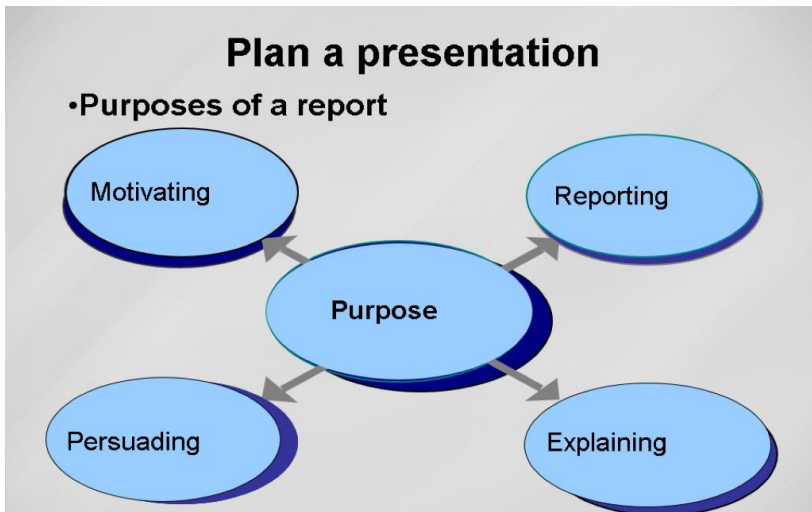 Plan a presentation
•Purposes of a report
Motivating
Reporting
Purpose
Persuading
Explaining